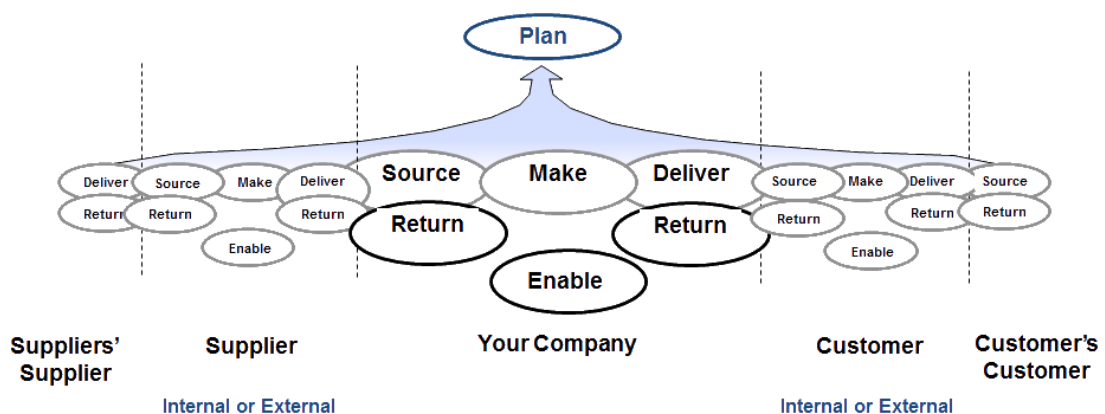 Plan
Source Make Deliver
Deliver Source Make Deliver Source Make Deliver Source
Return Return Return Return Return Return Return Return
Enable Enable Enable
Suppliers’
Supplier
Supplier
Your Company
Customer
Customer’s
Customer
Internal or External
Internal or External